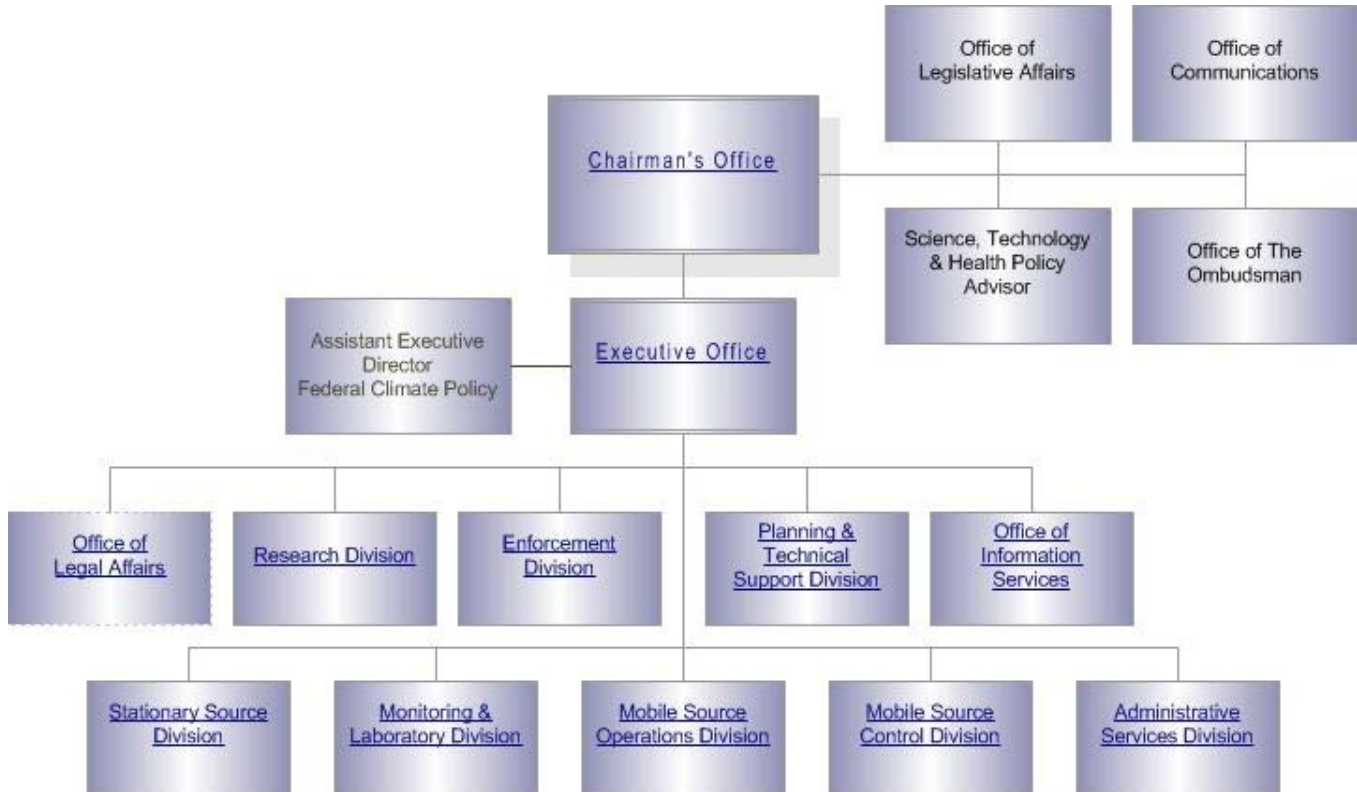 Office of
Legislative Affairs
Office of
Communications
Chairman's Office
Science, Technology
& Health Policy
Advisor
Office of The
Ombudsman
Assistant Executive
Director
Federal Climate Policy
Executive Office
Office of
Legal Affairs
Research Division
Enforcement
Division
Planning &
Technical
Support Division
Office of
Information
Services
Stationary Source
Division
Monitoring &
Laboratory Division
Mobile Source
Operations Division
Mobile Source
Control Division
Administrative
Services Division